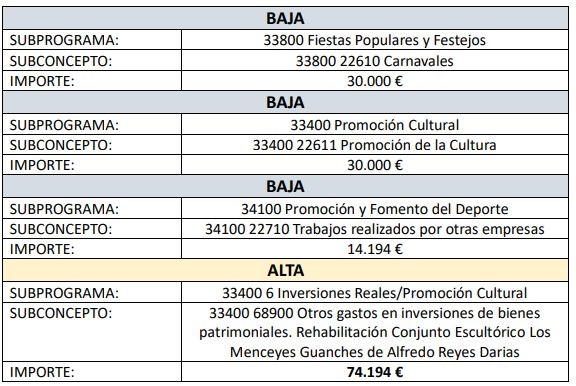 BAJA
SUBPROGRAMA: 33800 Fiestas Populares y Festejos
SUBCONCEPTO: 33800 22610 Carnavales
IMPORTE: 30.000 €
BAJA
SUBPROGRAMA: 33400 Promoción Cultural
SUBCONCEPTO: 33400 22611 Promoción de la Cultura
IMPORTE: 30.000 €
BAJA
SUBPROGRAMA: 34100 Promoción y Fomento del Deporte
SUBCONCEPTO: 34100 22710 Trabajos realizados por otras empresas
IMPORTE: 14.194 €
ALTA
SUBPROGRAMA: 33400 6 Inversiones Reales/Promoción Cultural
SUBCONCEPTO: 33400 68900 Otros gastos en inversiones de bienes
patrimoniales. Rehabilitación Conjunto Escultórico Los
Menceyes Guanches de Alfredo Reyes Darias
IMPORTE: 74.194 €